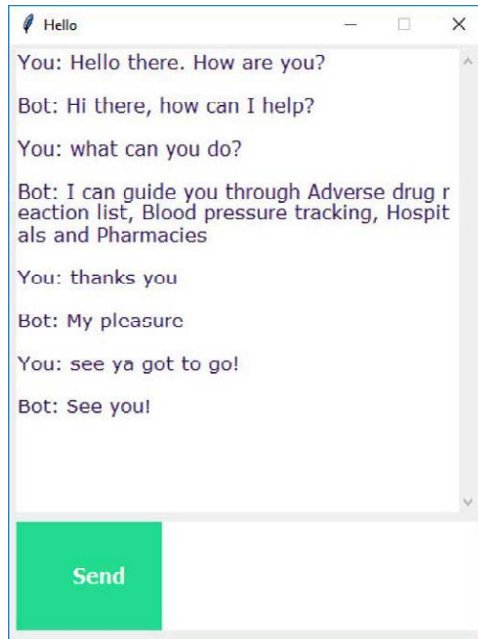 Hello
You: Hello there. How are you?
Bot: Hi there, how can I help?
You: what can you do?
Bot: I can guide you through Adverse drug r
eaction list, Blood pressure tracking, Hospit
als and Pharmacies
You: thanks you
Bot: My pleasure
You: see ya got to go!
Bot: See you!
Send